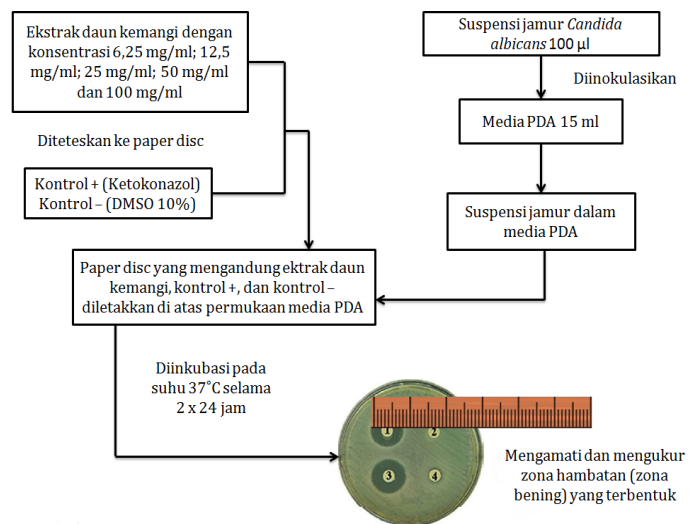 Ekstrak daun kemangi dengan
konsentrasi 6,25 mg/ml; 12,5
mg/ml; 25 mg/ml; 50 mg/ml
dan 100 mg/ml
Diteteskan ke paper disc
Kontrol + (Ketokonazol)
Kontrol – (DMSO 10%)
Suspensi jamur Candida
albicans 100 µl
Diinokulasikan
Media PDA 15 ml
Suspensi jamur dalam
media PDA
Paper disc yang mengandung ektrak daun
kemangi, kontrol +, dan kontrol –
diletakkan di atas permukaan media PDA
Diinkubasi pada
suhu 37˚C selama
2 x 24 jam
1
2
3
4
Mengamati dan mengukur
zona hambatan (zona
bening) yang terbentuk